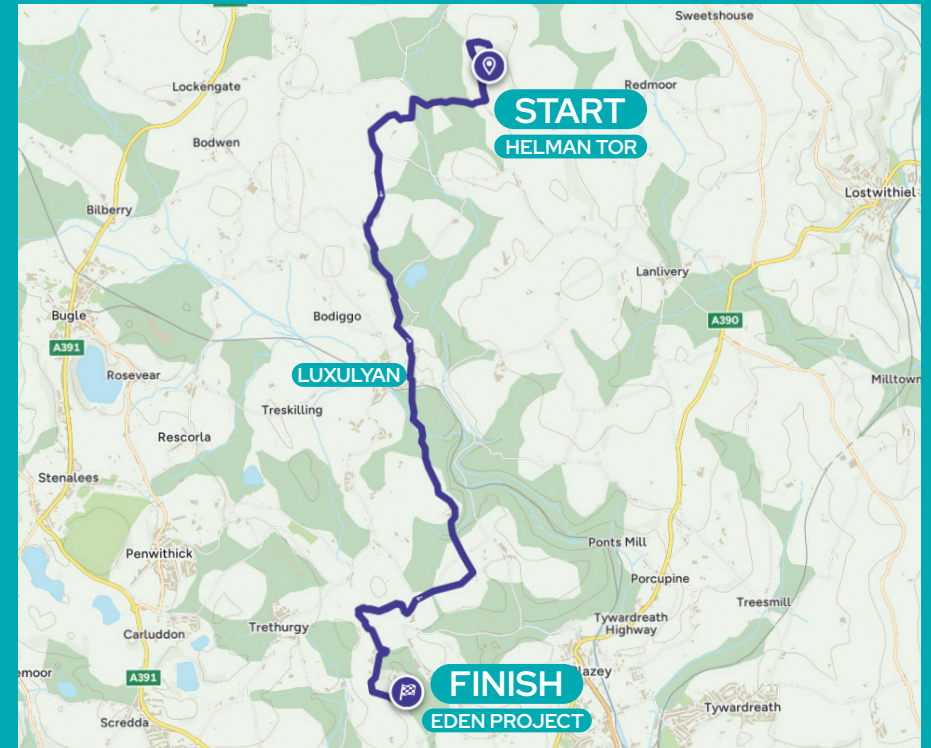 Sweetshouse
Lockengate
Redmoor
START
HELMAN TOR
Bodwen
Lostwithiel
Bilberry
Lanlivery
Bugle
Bodiggo
A390
A391
LUXULYAN
Rosevear
Milltown
Treskilling
Rescorla
Stenalees
Ponts Mill
Penwithick
Porcupine
Treesmill
Tywardreath
Highway
Trethurgy
Carluddon
emoor
A391
FINISH
lazey
EDEN PROJECT
Tywardreath
Scredda